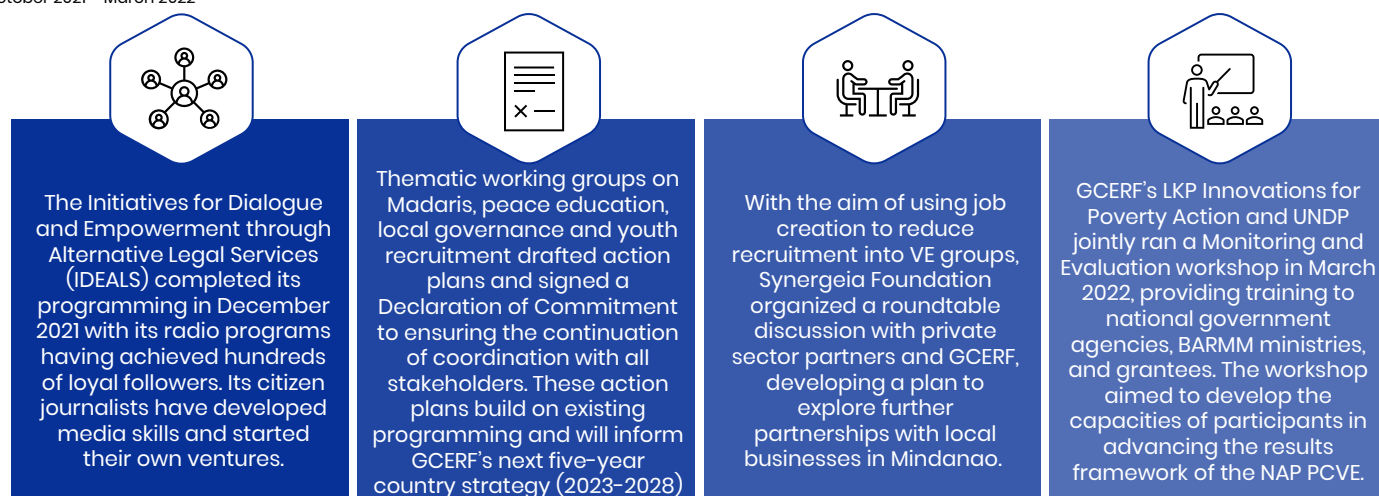 The Initiatives for Dialogue
and Empowerment through
Alternative Legal Services
(IDEALS) completed its
programming in December
2021 with its radio programs
having achieved hundreds
of loyal followers. Its citizen
journalists have developed
media skills and started
their own ventures.
Thematic working groups on
Madaris, peace education,
local governance and youth
recruitment drafted action
plans and signed a
Declaration of Commitment
to ensuring the continuation
of coordination with all
stakeholders. These action
plans build on existing
programming and will inform
GCERF's next five-year
country strategy (2023-2028)
With the aim of using job
creation to reduce
recruitment into VE groups,
Synergeia Foundation
organized a roundtable
discussion with private
sector partners and GCERF,
developing a plan to
explore further
partnerships with local
businesses in Mindanao.
GCERF's LKP Innovations for
Poverty Action and UNDP
jointly ran a Monitoring and
Evaluation workshop in March
2022, providing training to
national government
agencies, BARMM ministries,
and grantees. The workshop
aimed to develop the
capacities of participants in
advancing the results
framework of the NAP PCVE.